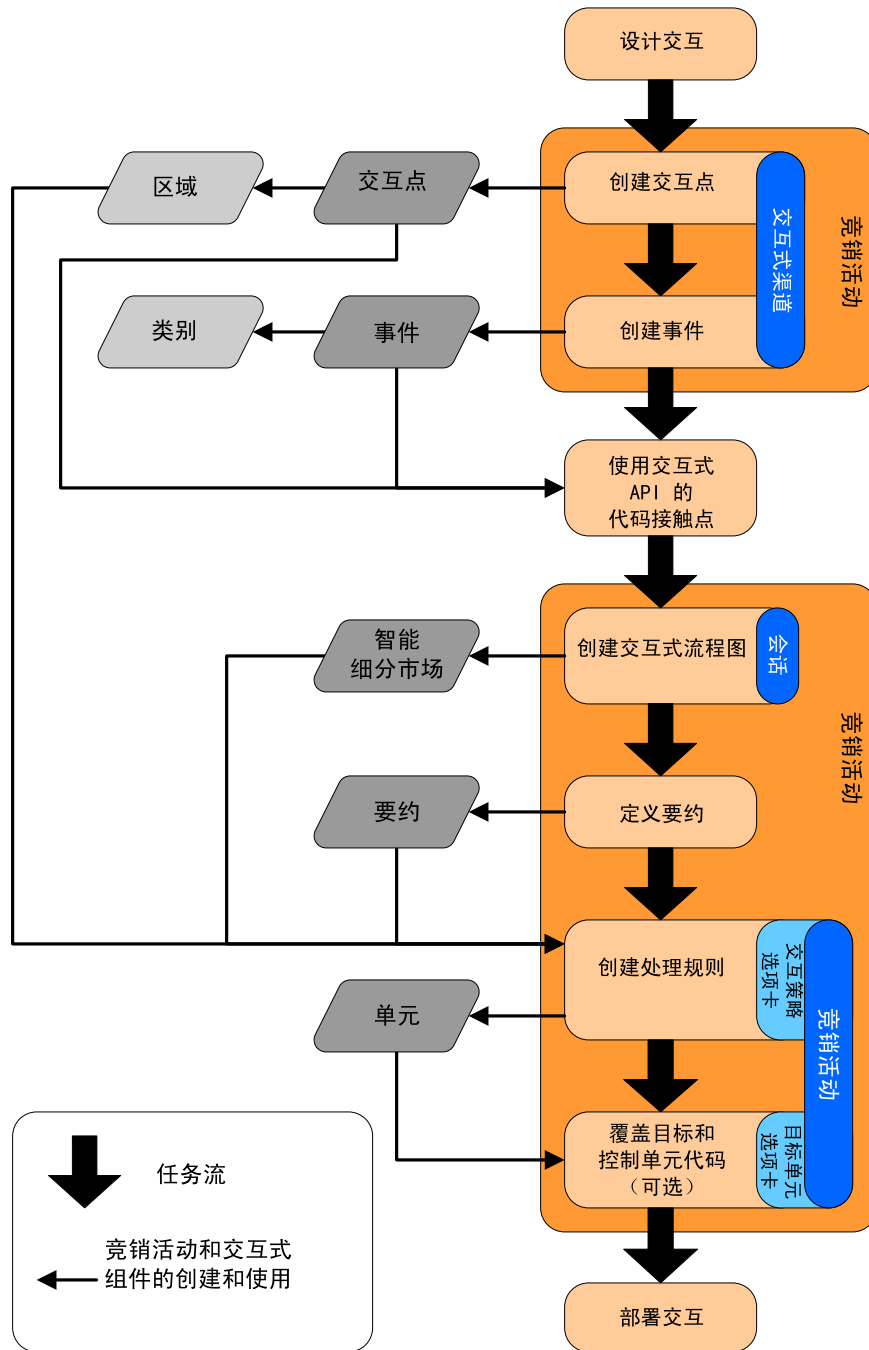 设计交互
区域
交互点
创建交互点
交互式渠道
竞销活动
类别
事件
创建事件
使用交互式
API 的
代码接触点
智能
细分市场
创建交互式流程图
会话
竞销活动
要约
定义要约
创建处理规则
交互策略
选项卡
竞销活动
单元
覆盖目标和
控制单元代码
（可选）
目标单元
选项卡
任务流
竞销活动和交互式
组件的创建和使用
部署交互